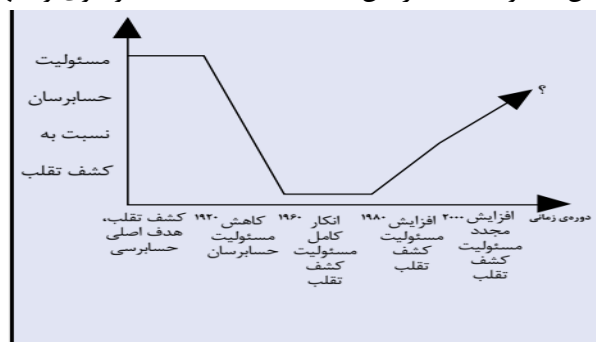 مسئولیت
حسابرسان
نسبت به
کشف تقلب
؟
دوره‌ی زمانی
کشف تقلب،
هدف اصلی
حسابرسی
۱۹۲۰
کاهش
مسئولیت
حسابرسان
۱۹۶۰
انکار
کامل
مسئولیت
کشف
تقلب
۱۹۸۰
افزایش
مسئولیت
کشف
تقلب
۲۰۰۰
افزایش
مجدد
مسئولیت
کشف
تقلب